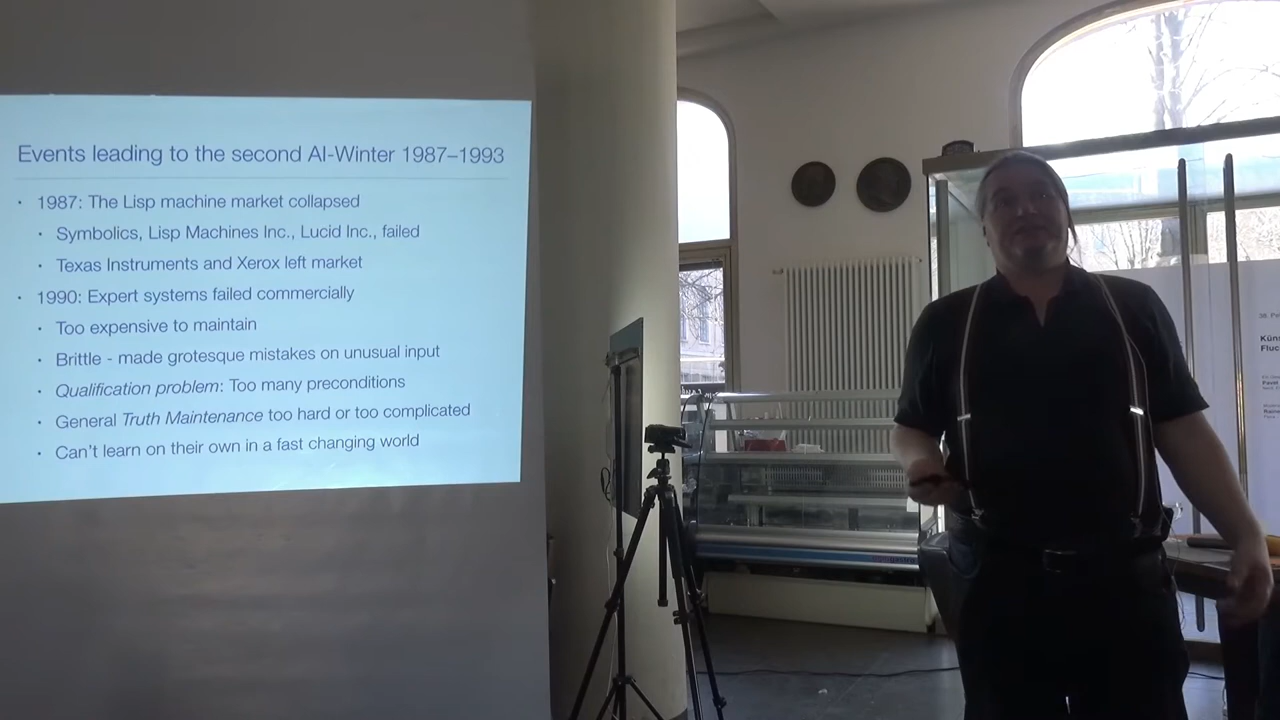 Events leading to the second AI-Winter 1987–1993
• 1987: The Lisp machine market collapsed
• Symbolics, Lisp Machines Inc., Lucid Inc., failed
• Texas Instruments and Xerox left market
• 1990: Expert systems failed commercially
• Too expensive to maintain
• Brittle - made grotesque mistakes on unusual input
• Qualification problem: Too many preconditions
• General Truth Maintenance too hard or too complicated
• Can't learn on their own in a fast changing world
Küns
Fluc
Pavel